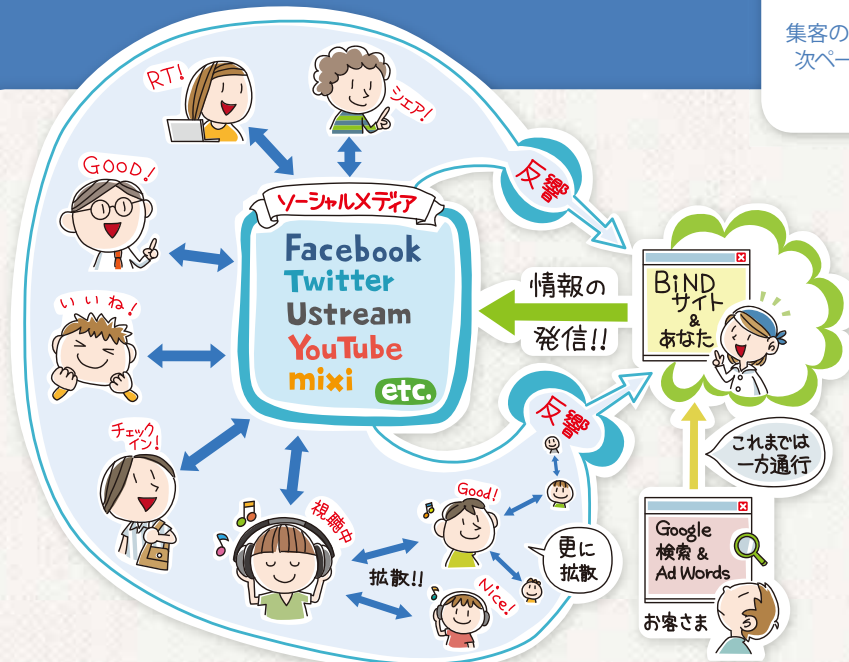 集客の
次ペー
RT!
シェア!
GOOD!
反響
ソーシャルメディア
Facebook
Twitter
Ustream
YouTube
mixi
etc.
情報の
発信!!
BiND
サイト
&
あなた
いいね!
チェック
イン!
視聴中
反響
Good!
これまでは
一方通行
拡散!!
更に
拡散
Nice!
Google
検索 &
Ad Words
お客さま